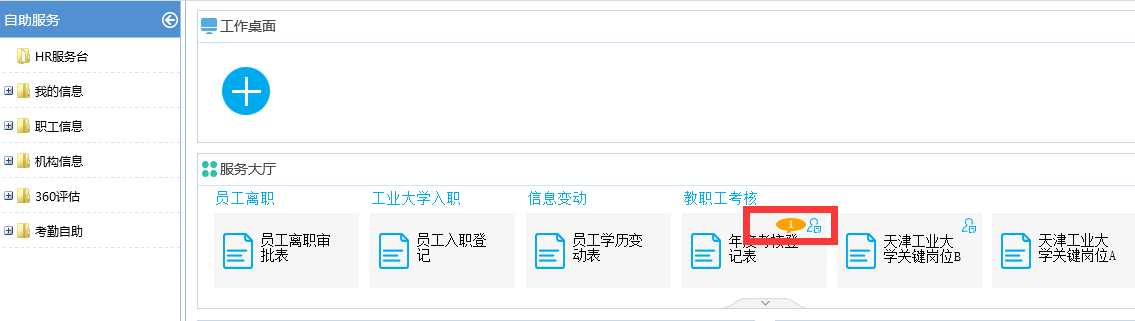 自助服务
HR服务台
我的信息
职工信息
机构信息
360评估
考勤自助
工作桌面
服务大厅
员工离职
工业大学入职
信息变动
教职工考核
员工离职审
批表
员工入职登
记
员工学历变
动表
1
年度考核登
记表
天津工业大
学关键岗位B
天津工业大
学关键岗位A